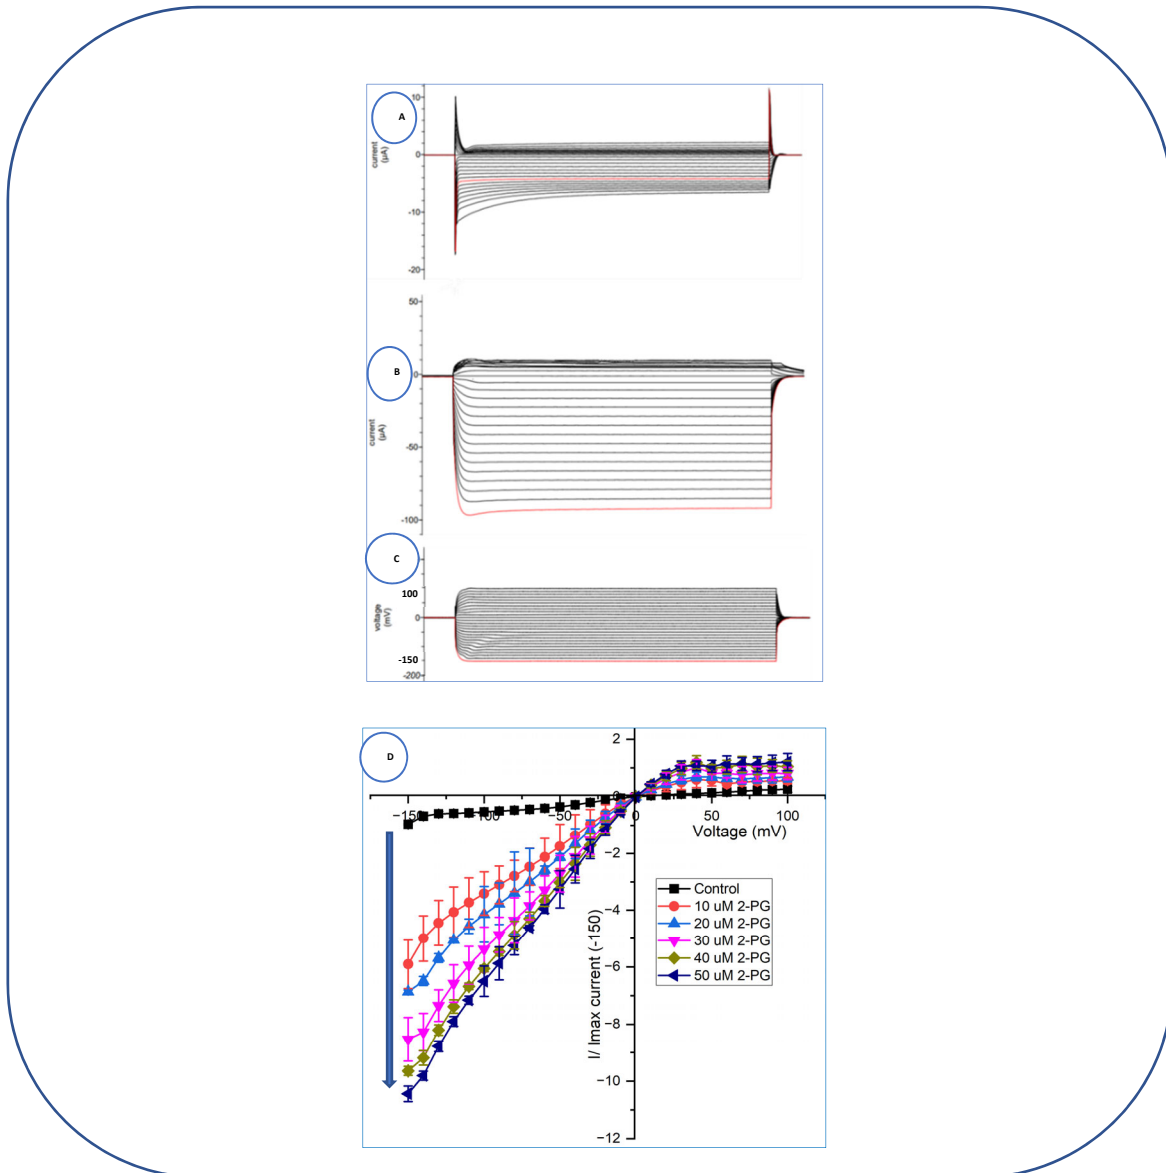 A
10
0
-10
-20
current
(µA)
B
50
0
-50
-100
current
(µA)
C
100
0
-150
-200
voltage
(mV)
D
2
−150
−100
−50
0
50
100
Voltage (mV)
−2
−4
−6
−8
−10
−12
I/ Imax current (-150)
Control
10 uM 2-PG
20 uM 2-PG
30 uM 2-PG
40 uM 2-PG
50 uM 2-PG